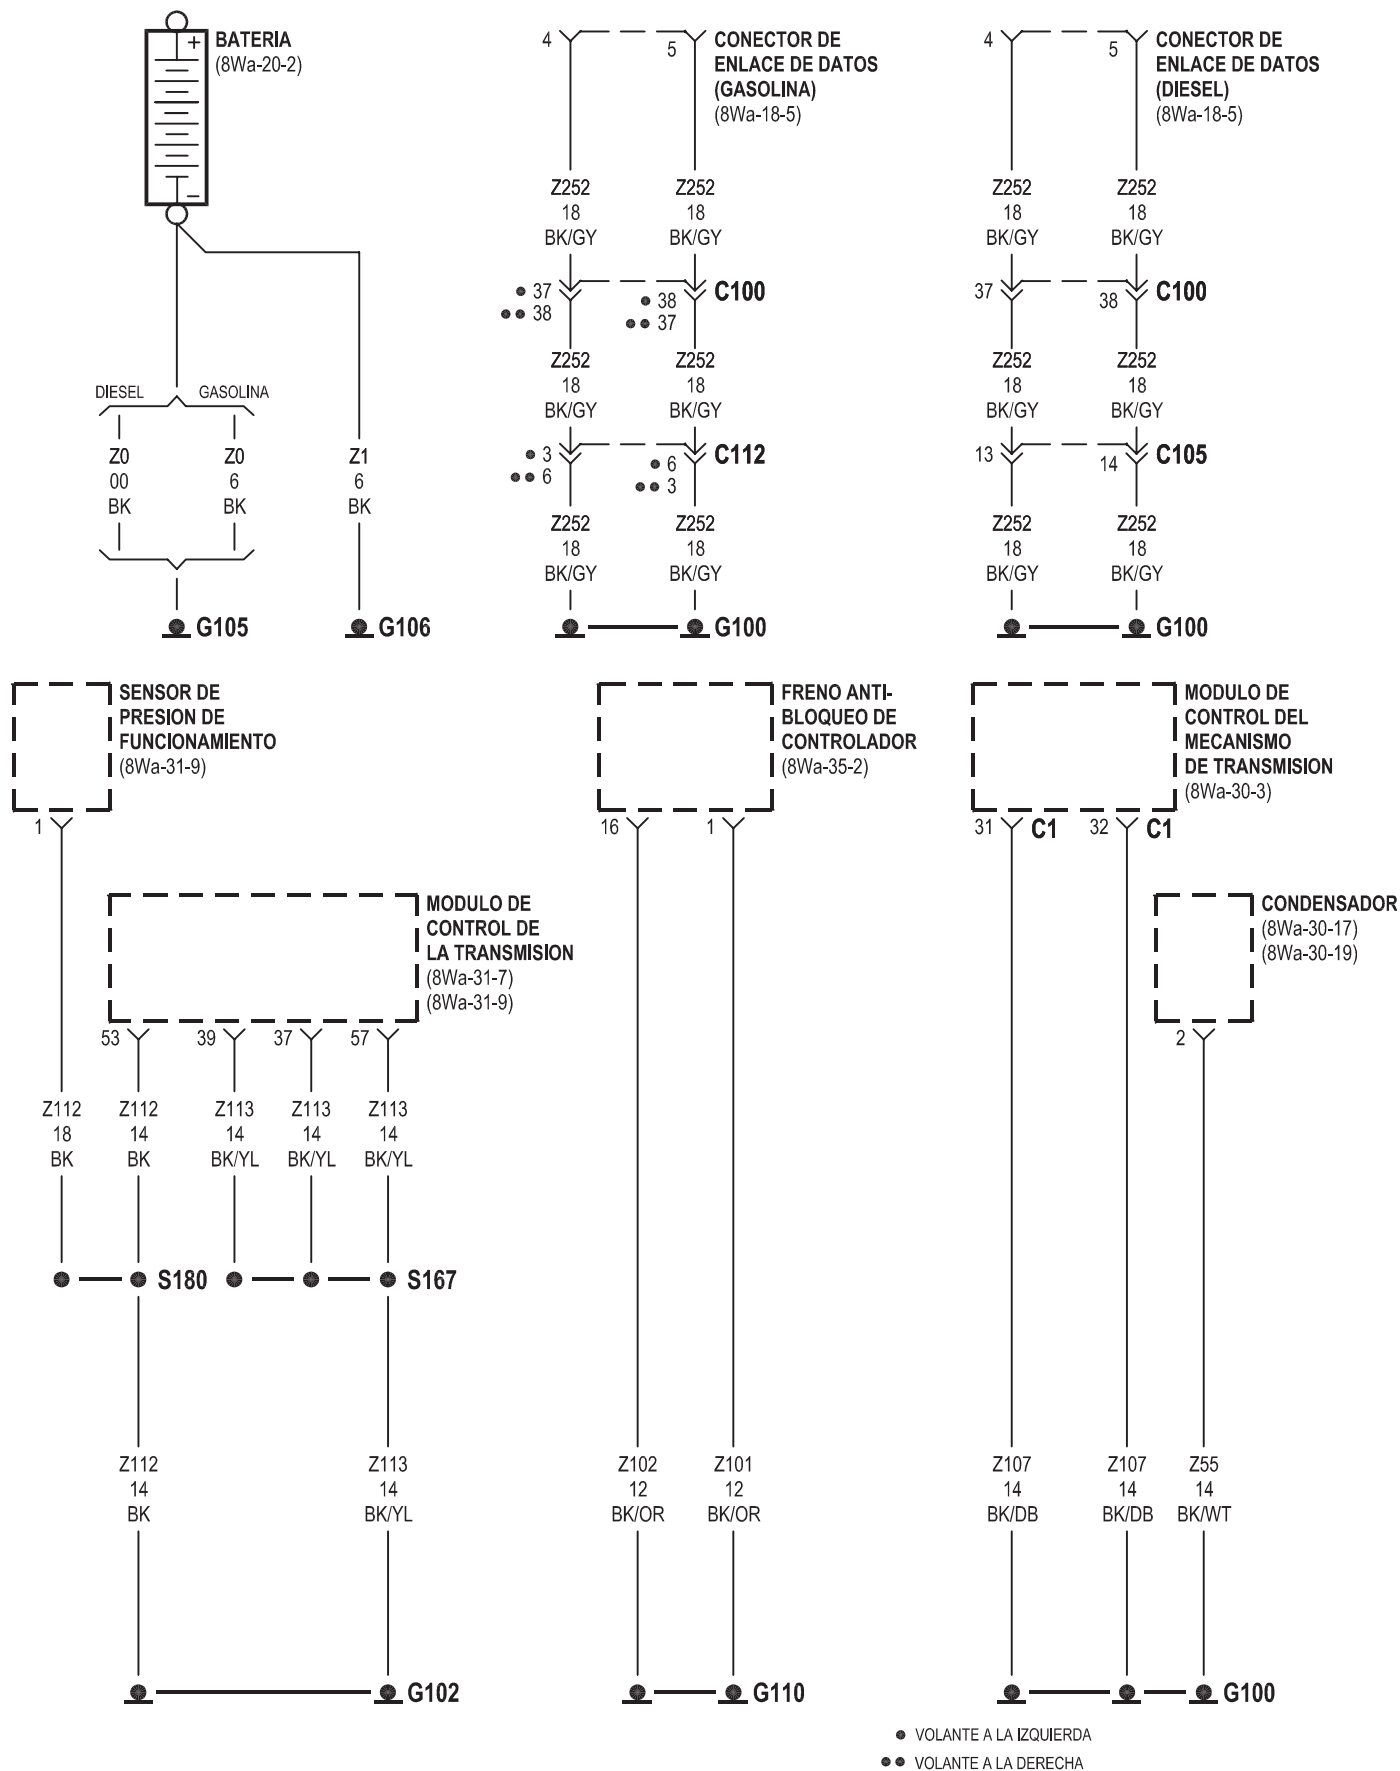 BATERIA
(8Wa-20-2)
+
–
DIESEL
GASOLINA
Z0
00
BK
Z0
6
BK
Z1
6
BK
G105
G106
4
5
CONECTOR DE
ENLACE DE DATOS
(GASOLINA)
(8Wa-18-5)
Z252
18
BK/GY
Z252
18
BK/GY
37
38
38
37
C100
Z252
18
BK/GY
Z252
18
BK/GY
3
6
6
3
C112
Z252
18
BK/GY
Z252
18
BK/GY
G100
4
5
CONECTOR DE
ENLACE DE DATOS
(DIESEL)
(8Wa-18-5)
Z252
18
BK/GY
Z252
18
BK/GY
37
38
C100
Z252
18
BK/GY
Z252
18
BK/GY
13
14
C105
Z252
18
BK/GY
Z252
18
BK/GY
G100
SENSOR DE
PRESION DE
FUNCIONAMIENTO
(8Wa-31-9)
1
MODULO DE
CONTROL DE
LA TRANSMISION
(8Wa-31-7)
(8Wa-31-9)
53
39
37
57
Z112
18
BK
Z112
14
BK
Z113
14
BK/YL
Z113
14
BK/YL
Z113
14
BK/YL
S180
S167
Z112
14
BK
Z113
14
BK/YL
G102
FRENO ANTI-
BLOQUEO DE
CONTROLADOR
(8Wa-35-2)
16
1
Z102
12
BK/OR
Z101
12
BK/OR
G110
MODULO DE
CONTROL DEL
MECANISMO
DE TRANSMISION
(8Wa-30-3)
31
C1
32
C1
CONDENSADOR
(8Wa-30-17)
(8Wa-30-19)
2
Z107
14
BK/DB
Z107
14
BK/DB
Z55
14
BK/WT
G100
VOLANTE A LA IZQUIERDA
VOLANTE A LA DERECHA